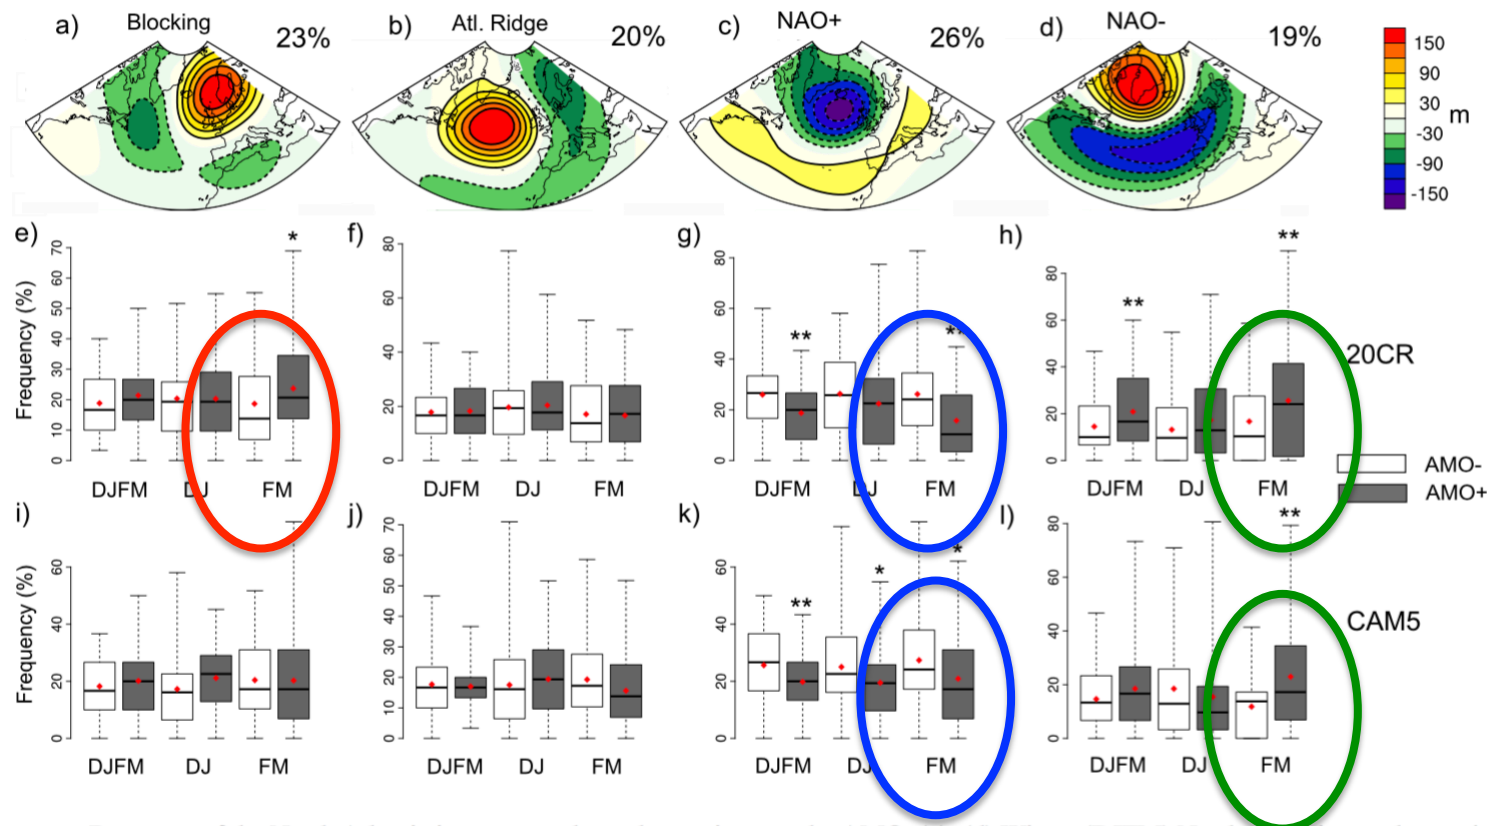 a) Blocking 23%
b) Atl. Ridge 20%
c) NAO+ 26%
d) NAO- 19%
150
90
30
-30
-90
-150
m
e)
Frequency (%)
70
60
50
40
30
20
10
0
*
DJFM DJ FM
f)
80
60
40
20
0
DJFM DJ FM
g)
80
60
40
20
0
** **
DJFM DJ FM
h)
80
60
40
20
0
** **
DJFM DJ FM
20CR
AMO-
AMO+
i)
Frequency (%)
60
40
20
0
DJFM DJ FM
j)
70
60
50
40
30
20
10
0
DJFM DJ FM
k)
60
40
20
0
** * *
DJFM DJ FM
l)
80
60
40
20
0
**
DJFM DJ FM
CAM5